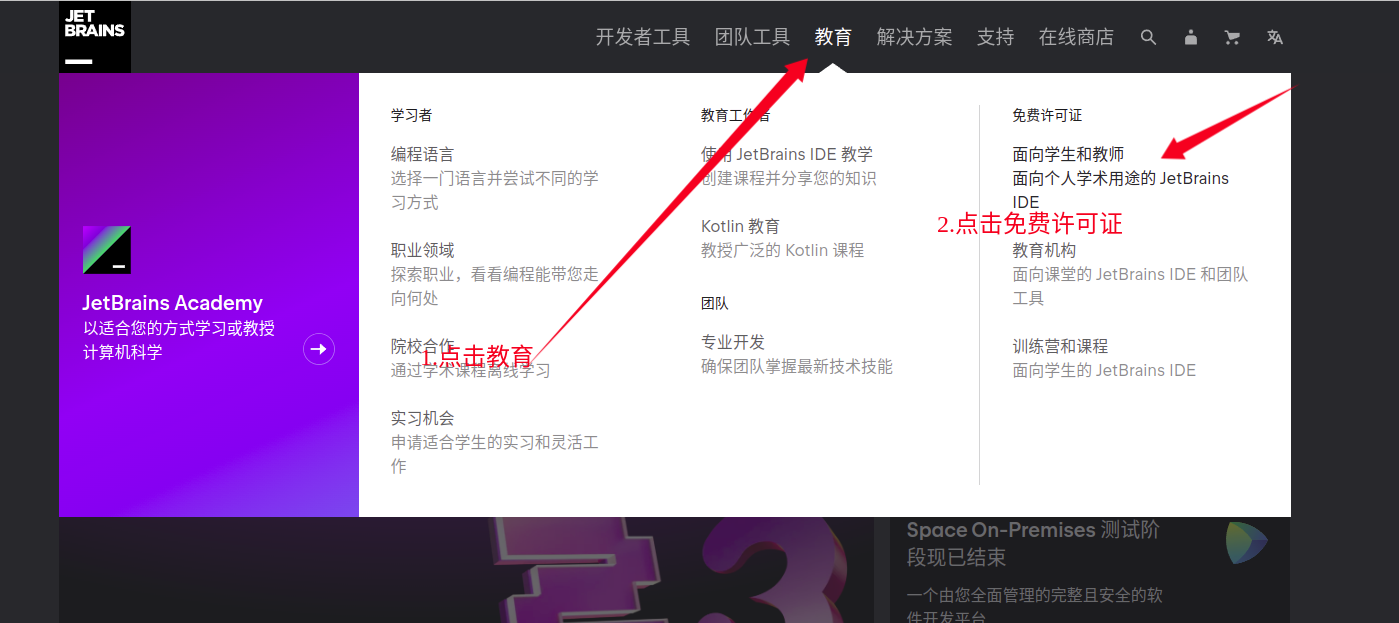 JET
BRAINS
开发者工具 团队工具 教育 解决方案 支持 在线商店
JetBrains Academy
以适合您的方式学习或教授
计算机科学
学习者
编程语言
选择一门语言并尝试不同的学
习方式
职业领域
探索职业，看看编程能带您走
向何处
院校合作
1.点击教育
通过学术课程离线学习
实习机会
申请适合学生的实习和灵活工
作
教育工作者
使用 JetBrains IDE 教学
创建课程并分享您的知识
Kotlin 教育
教授广泛的 Kotlin 课程
团队
专业开发
确保团队掌握最新技术技能
免费许可证
面向学生和教师
面向个人学术用途的 JetBrains
IDE
2.点击免费许可证
教育机构
面向课堂的 JetBrains IDE 和团队
工具
训练营和课程
面向学生的 JetBrains IDE
Space On-Premises 测试阶
段现已结束
一个由您全面管理的完整且安全的软
件开发平台